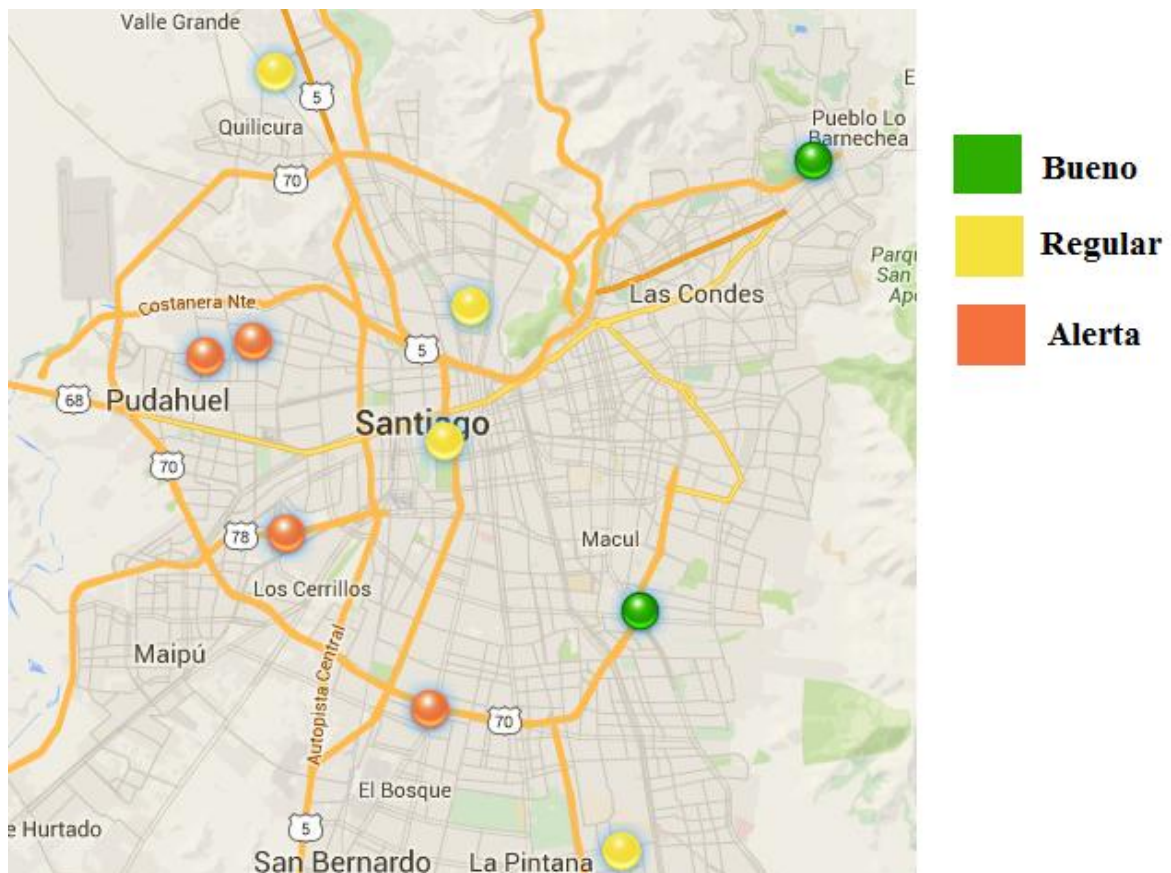 Valle Grande
5
Quilicura
70
Pueblo Lo
Barnechea
Bueno
Regular
Las Condes
Costanera Nte
5
Pudahuel
68
Santiago
70
Alerta
78
Macul
Los Cerrillos
Maipú
Autopista Central
70
El Bosque
e Hurtado
5
San Bernardo
La Pintana
E
Parqu
San
Apo